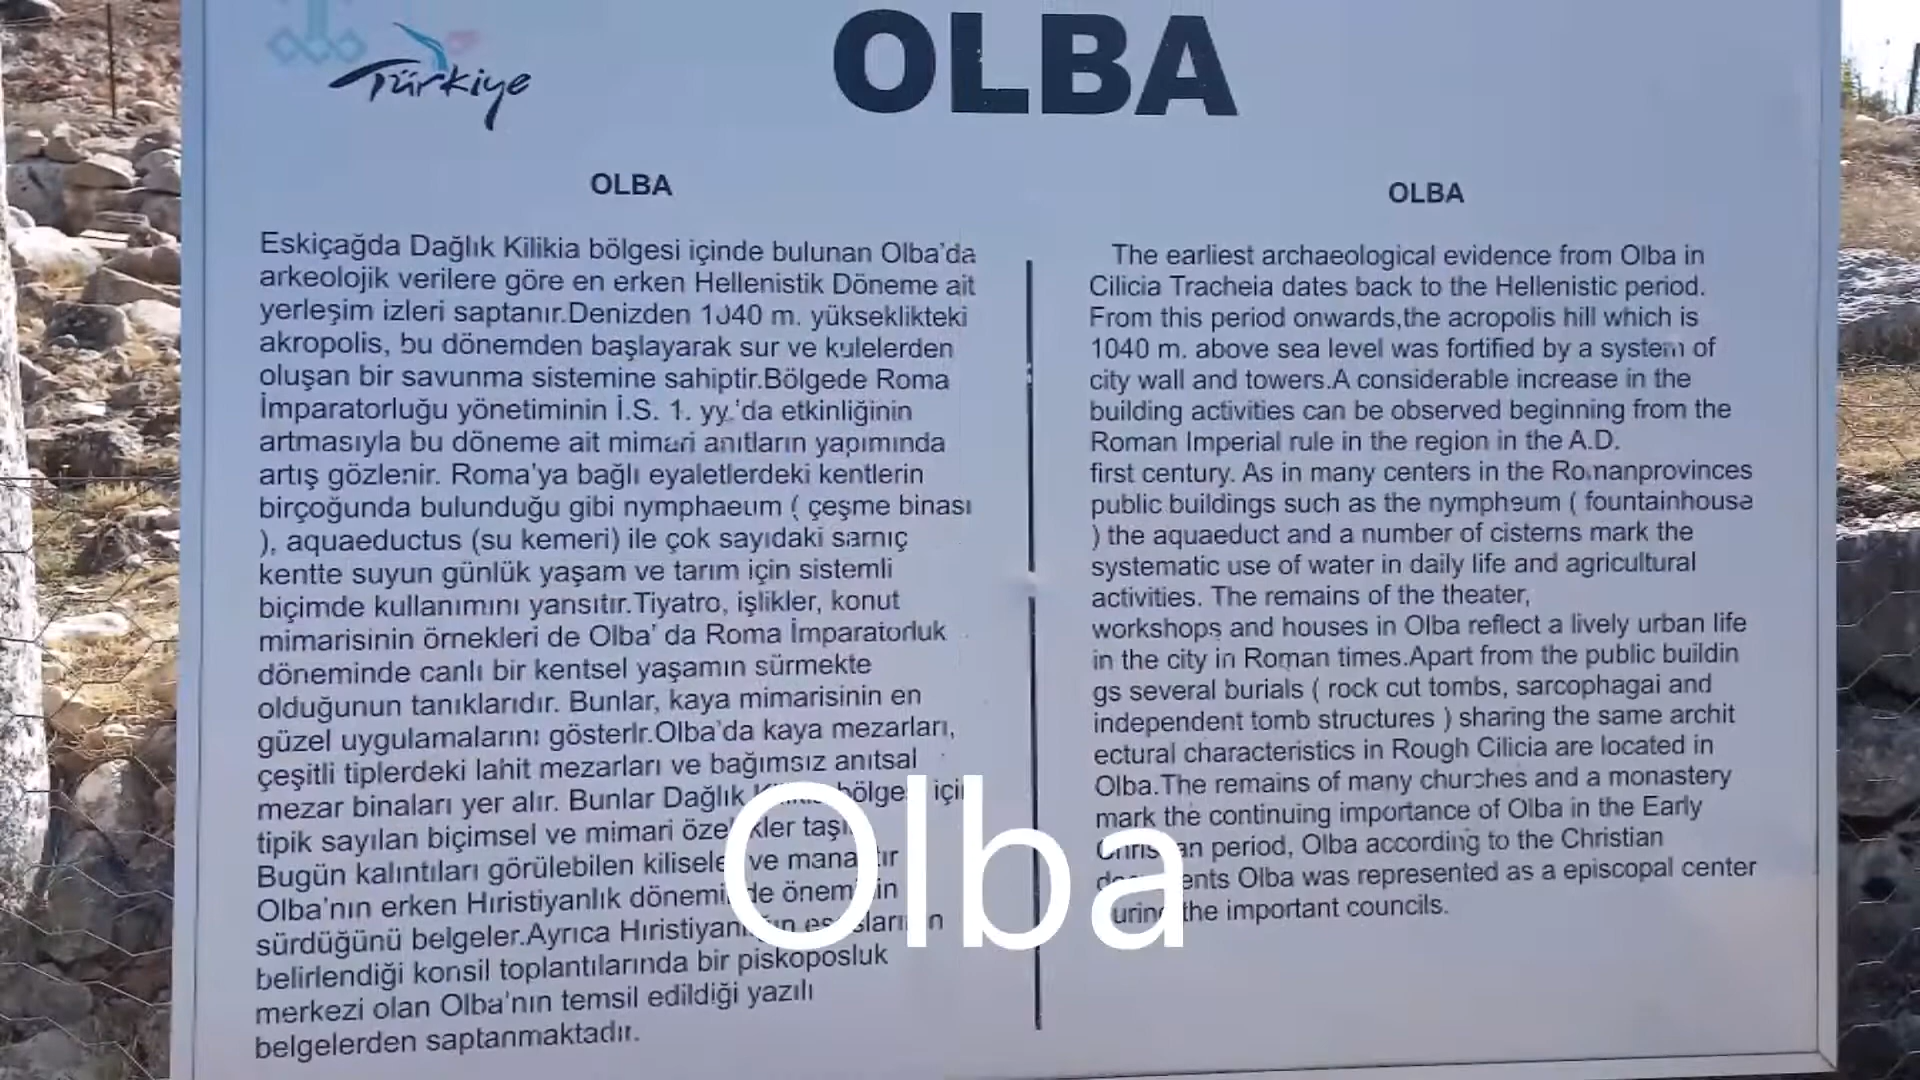 Türkiye
OLBA
OLBA
Eskiçağda Dağlık Kilikia bölgesi içinde bulunan Olba'da
arkeolojik verilere göre en erken Hellenistik Döneme ait
yerleşim izleri saptanır.Denizden 1040 m. yükseklikteki
akropolis, bu dönemden başlayarak sur ve kulelerden
oluşan bir savunma sistemine sahiptir.Bölgede Roma
İmparatorluğu yönetiminin İ.S. 1. yy.'da etkinliğinin
artmasıyla bu döneme ait mimari anıtların yapımında
artış gözlenir. Roma'ya bağlı eyaletlerdeki kentlerin
birçoğunda bulunduğu gibi nymphaeum ( çeşme binası
), aquaeductus (su kemeri) ile çok sayıdaki sarnıç
kentte suyun günlük yaşam ve tarım için sistemli
biçimde kullanımını yansıtır.Tiyatro, işlikler, konut
mimarisinin örnekleri de Olba' da Roma İmparatorluk
döneminde canlı bir kentsel yaşamın sürmekte
olduğunun tanıklarıdır. Bunlar, kaya mimarisinin en
güzel uygulamalarını gösterir.Olba'da kaya mezarları,
çeşitli tiplerdeki lahit mezarları ve bağımsız anıtsal
mezar binaları yer alır. Bunlar Dağlık
tipik sayılan biçimsel ve mimari
Bugün kalıntıları görülebilen ve
Olba'nın erken Hıristiyanlık
sürdüğünü belgeler.Ayrıca
belirlendiği konsil toplantılarında bir piskoposluk
merkezi olan Olba'nın temsil edildiği yazılı
belgelerden saptanmaktadır.
OLBA
The earliest archaeological evidence from Olba in
Cilicia Tracheia dates back to the Hellenistic period.
From this period onwards,the acropolis hill which is
1040 m. above sea level was fortified by a system of
city wall and towers.A considerable increase in the
building activities can be observed beginning from the
Roman Imperial rule in the region in the A.D.
first century. As in many centers in the Romanprovinces
public buildings such as the nympheum ( fountainhouse
) the aquaeduct and a number of cisterns mark the
systematic use of water in daily life and agricultural
activities. The remains of the theater,
workshops and houses in Olba reflect a lively urban life
in the city in Roman times.Apart from the public buildin
gs several burials ( rock cut tombs, sarcophagai and
independent tomb structures ) sharing the same archit
ectural characteristics in Rough Cilicia are located in
Olba.The remains of many churches and a monastery
mark the continuing importance of Olba in the Early
Christian period, Olba according to the Christian
Olba was represented as a episcopal center
the important councils.
Olba